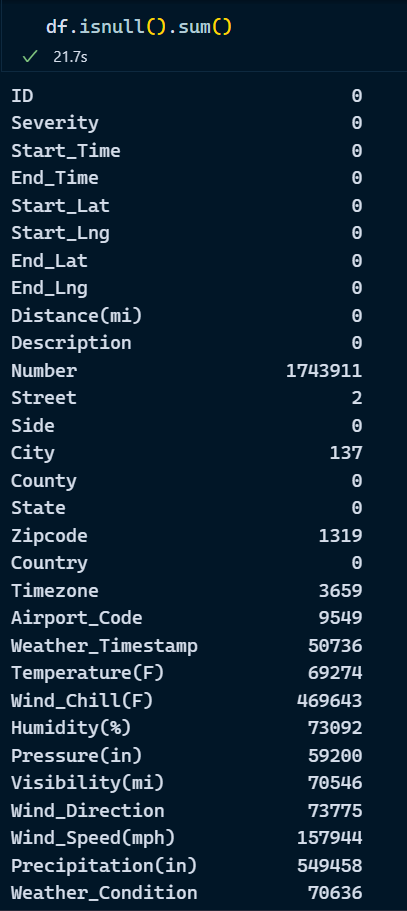 df.isnull().sum()
21.7s
ID 0
Severity 0
Start_Time 0
End_Time 0
Start_Lat 0
Start_Lng 0
End_Lat 0
End_Lng 0
Distance(mi) 0
Description 0
Number 1743911
Street 2
Side 0
City 137
County 0
State 0
Zipcode 1319
Country 0
Timezone 3659
Airport_Code 9549
Weather_Timestamp 50736
Temperature(F) 69274
Wind_Chill(F) 469643
Humidity(%) 73092
Pressure(in) 59200
Visibility(mi) 70546
Wind_Direction 73775
Wind_Speed(mph) 157944
Precipitation(in) 549458
Weather_Condition 70636